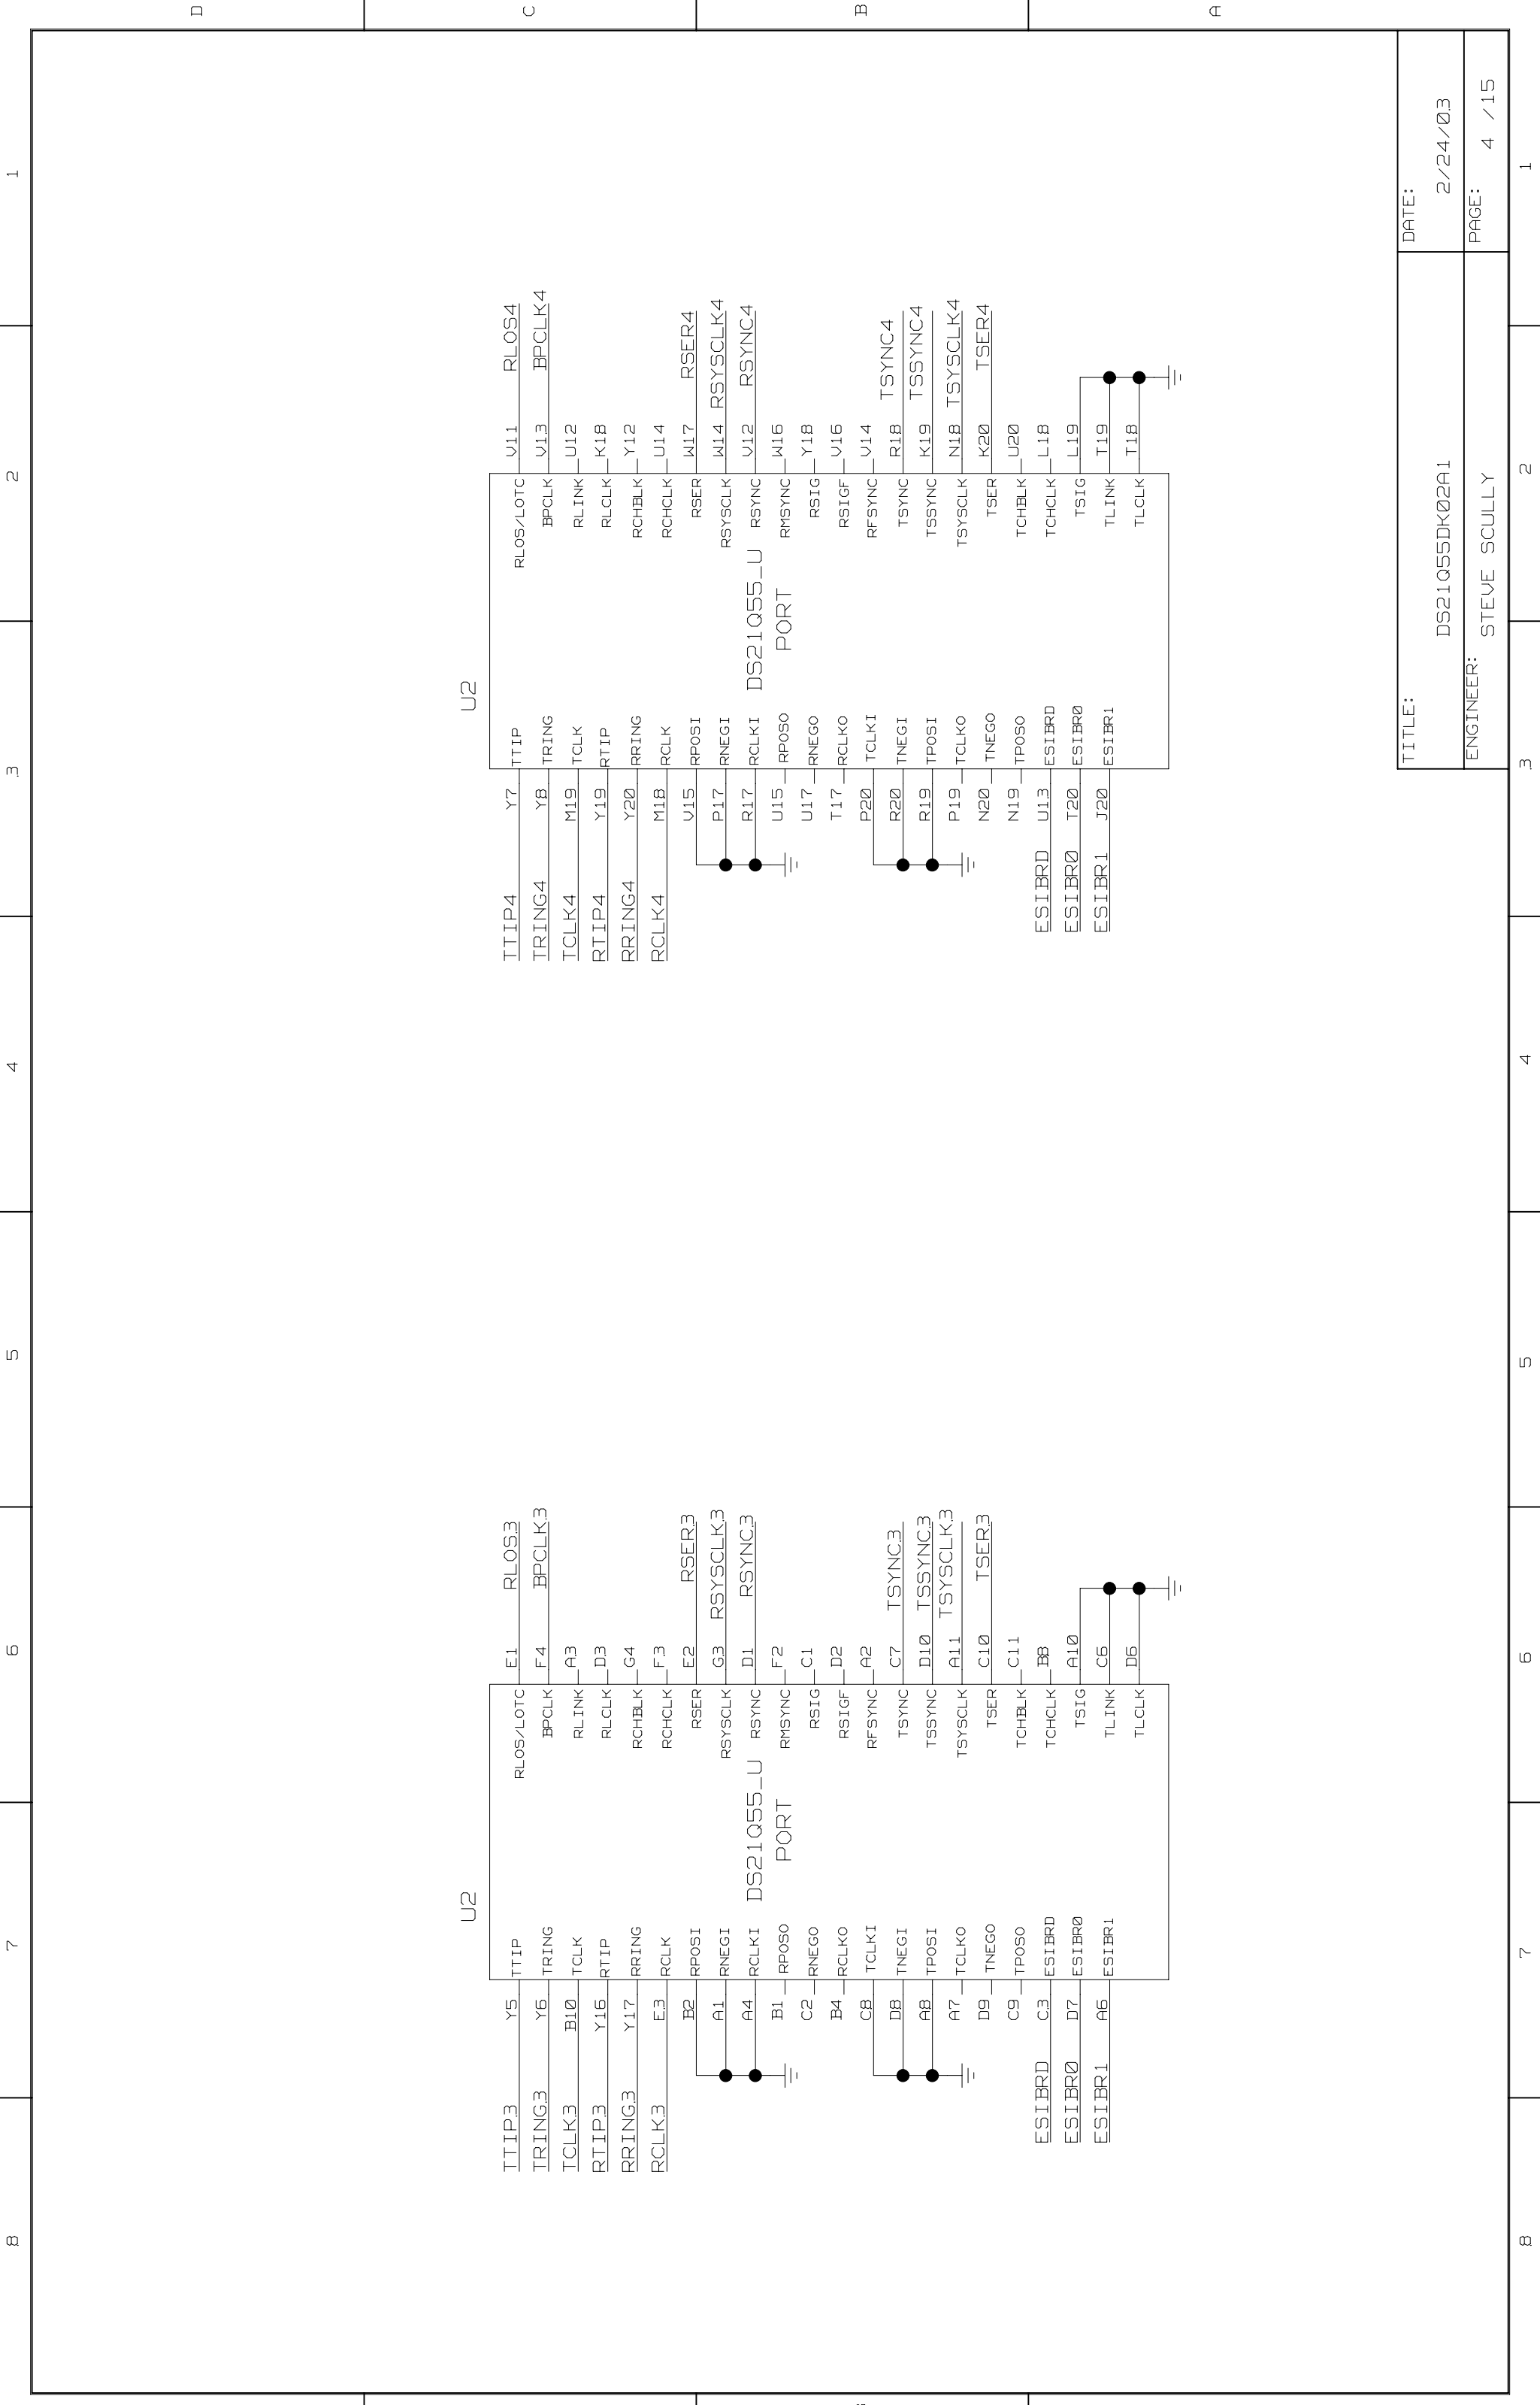 8 7 6 5 4 3 2 1
D
C
B
A
U2
TTIP3 Y5 TTIP RLOS/LOTC E1 RLOS3
TRING3 Y6 TRING BPCLK F4 BPCLK3
TCLK3 B10 TCLK RLINK A3
RTIP3 Y16 RTIP RLCLK D3
RRING3 Y17 RRING RCHBLK G4
RCLK3 E3 RCLK RCHCLK F3
B2 RPOSI RSER E2 RSER3
A1 RNEGI RSYSCLK G3 RSYSCLK3
A4 RCLKI DS21Q55_U RSYNC D1 RSYNC3
B1 RPOSO PORT RMSYNC F2
C2 RNEGO RSIG C1
B4 RCLKO RSIGF D2
C8 TCLKI RFSYNC A2
D8 TNEGI TSYNC C7 TSYNC3
A8 TPOSI TSSYNC D10 TSSYNC3
A7 TCLKO TSYSCLK A11 TSYSCLK3
D9 TNEGO TSER C10 TSER3
C9 TPOSO TCHBLK C11
ESIBRD C3 ESIBRD TCHCLK B8
ESIBR0 D7 ESIBR0 TSIG A10
ESIBR1 A6 ESIBR1 TLINK C6
TLCLK D6
U2
TTIP4 Y7 TTIP RLOS/LOTC V11 RLOS4
TRING4 Y8 TRING BPCLK V13 BPCLK4
TCLK4 M19 TCLK RLINK U12
RTIP4 Y19 RTIP RLCLK K18
RRING4 Y20 RRING RCHBLK Y12
RCLK4 M18 RCLK RCHCLK U14
V15 RPOSI RSER W17 RSER4
P17 RNEGI RSYSCLK W14 RSYSCLK4
R17 RCLKI DS21Q55_U RSYNC V12 RSYNC4
U15 RPOSO PORT RMSYNC W16
U17 RNEGO RSIG Y18
T17 RCLKO RSIGF V16
P20 TCLKI RFSYNC V14
R20 TNEGI TSYNC R18 TSYNC4
R19 TPOSI TSSYNC K19 TSSYNC4
P19 TCLKO TSYSCLK N18 TSYSCLK4
N20 TNEGO TSER K20 TSER4
N19 TPOSO TCHBLK U20
ESIBRD U13 ESIBRD TCHCLK L18
ESIBR0 T20 ESIBR0 TSIG L19
ESIBR1 J20 ESIBR1 TLINK T19
TLCLK T18
TITLE: DATE:
DS21Q55DK02A1 2/24/03
ENGINEER: PAGE:
STEVE SCULLY 4 /15
8 7 6 5 4 3 2 1